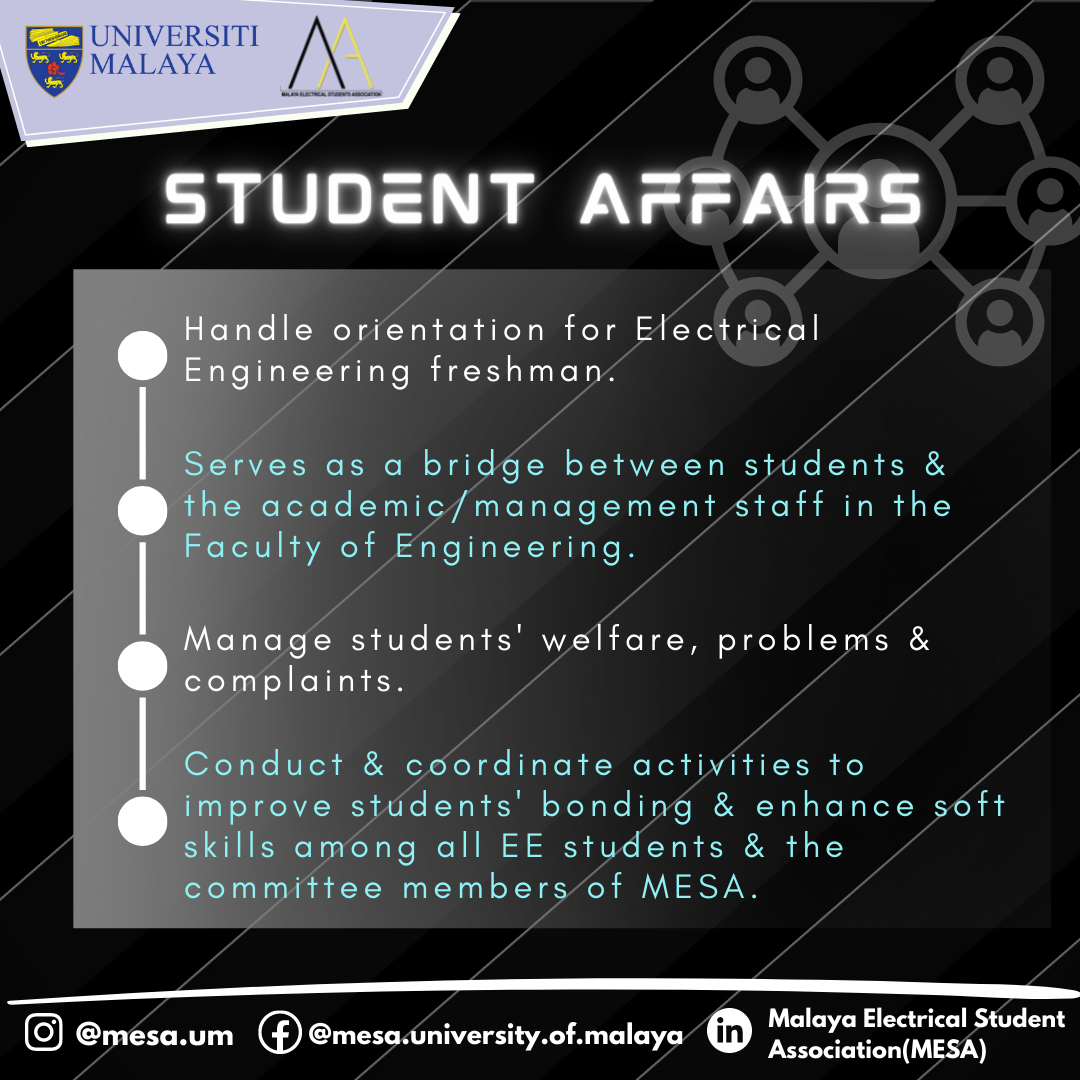 UNIVERSITI
MALAYA
MALAYA ELECTRICAL STUDENTS ASSOCIATION
STUDENT AFFAIRS
Handle orientation for Electrical
Engineering freshman.
Serves as a bridge between students &
the academic/management staff in the
Faculty of Engineering.
Manage students' welfare, problems &
complaints.
Conduct & coordinate activities to
improve students' bonding & enhance soft
skills among all EE students & the
committee members of MESA.
@mesa.um
@mesa.university.of.malaya
in
Malaya Electrical Student
Association(MESA)